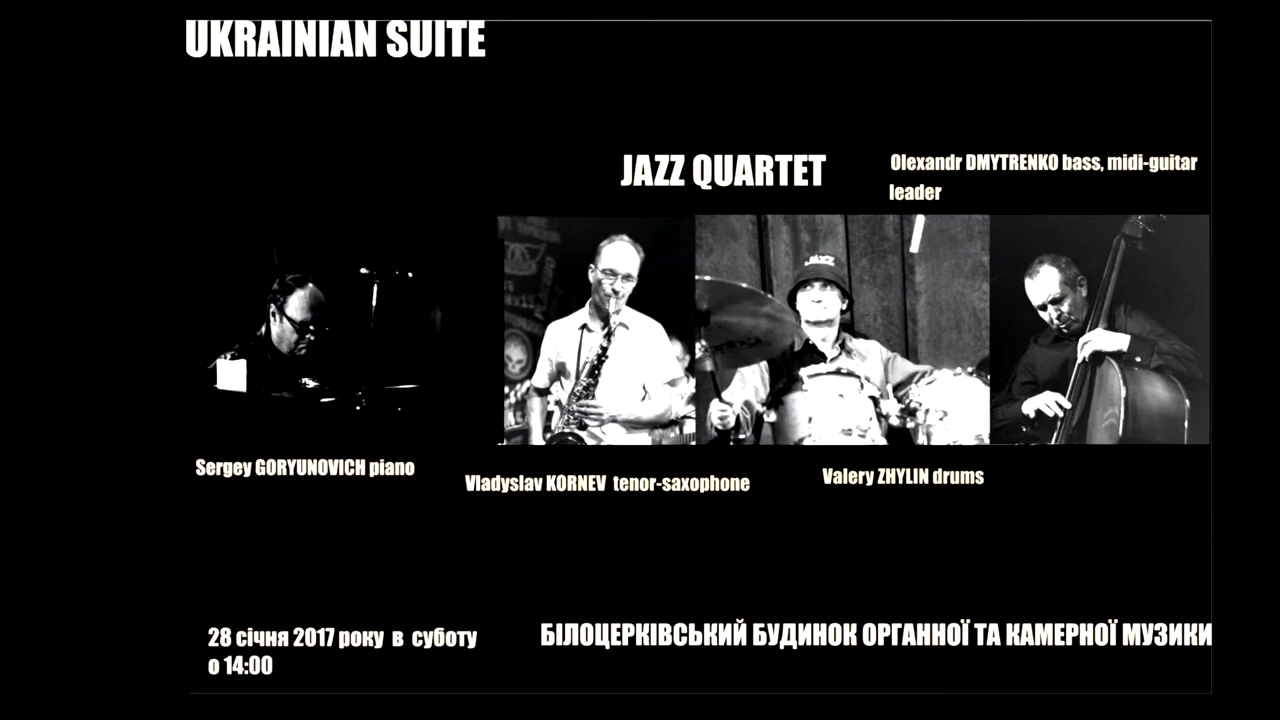 UKRAINIAN SUITE
JAZZ QUARTET
Olexandr DMYTRENKO bass, midi-guitar
leader
Sergey GORYUNOVICH piano
Vladyslav KORNEV tenor-saxophone
Valery ZHYLIN drums
28 січня 2017 року в суботу
о 14:00
БІЛОЦЕРКІВСЬКИЙ БУДИНОК ОРГАННОЇ ТА КАМЕРНОЇ МУЗИКИ